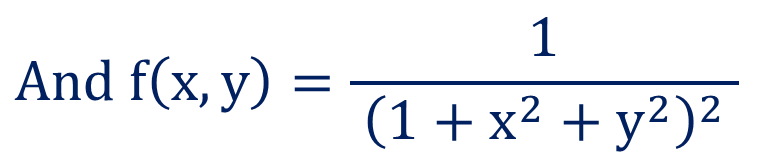 And f(x, y) = 1 / (1 + x² + y²)²